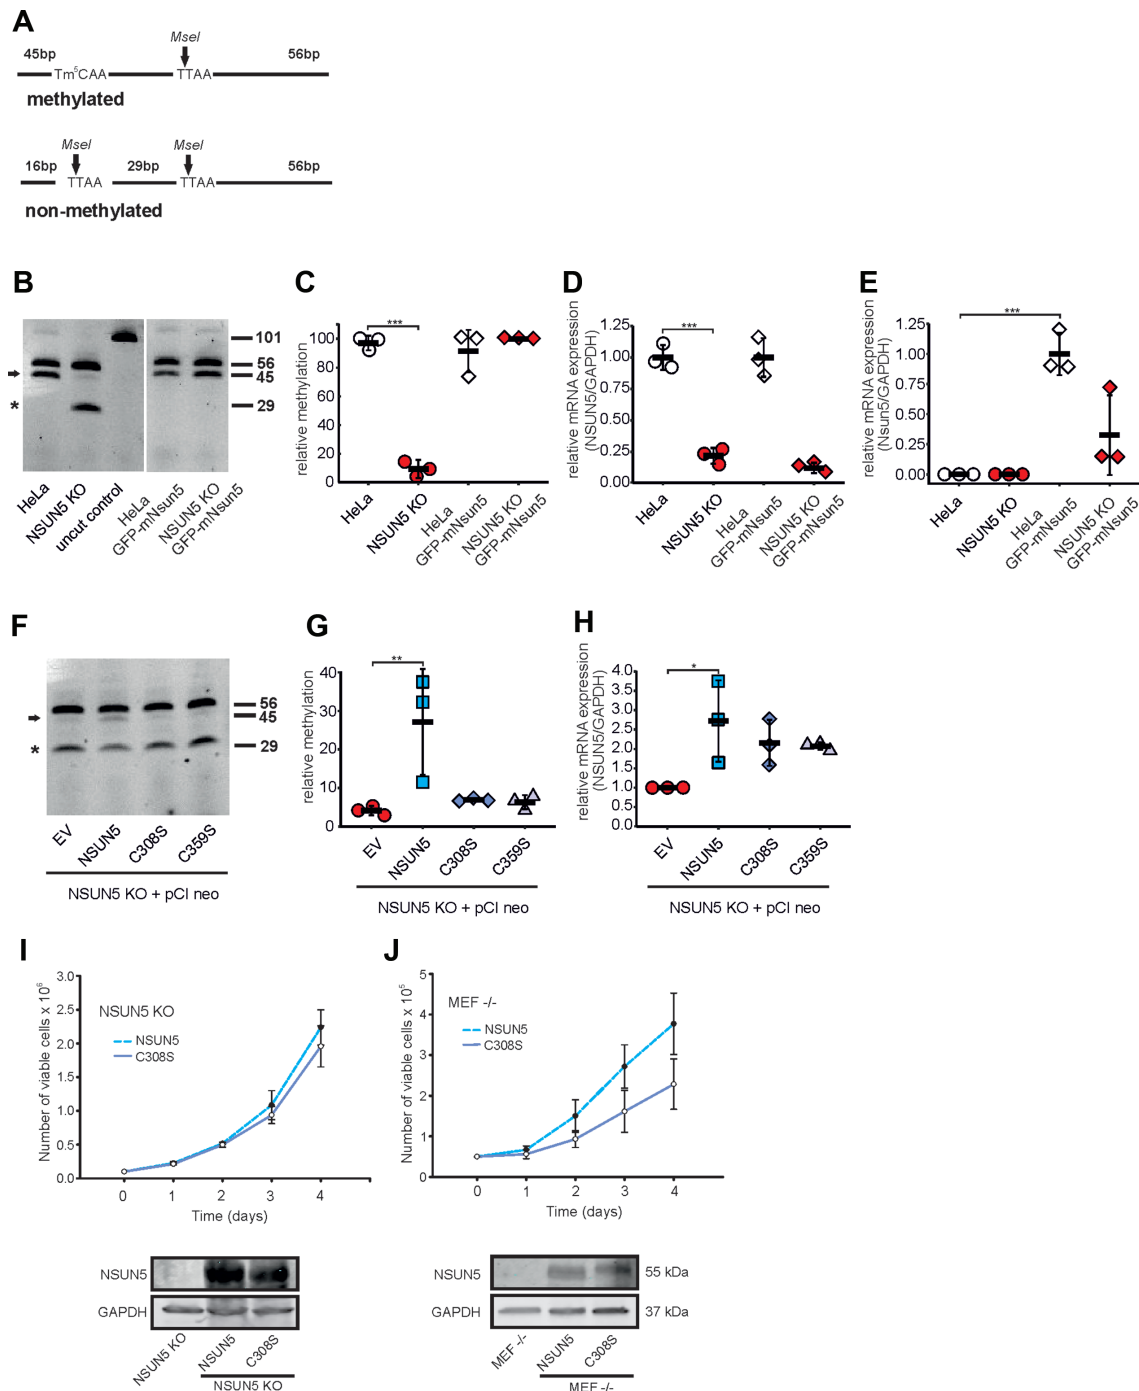 A
MseI
45bp
56bp
Tm⁵CAA
TTAA
methylated
MseI
MseI
16bp
29bp
56bp
TTAA
TTAA
non-methylated
B
101
56
45
29
*
HeLa
NSUN5 KO
uncut control
HeLa
GFP-mNsun5
NSUN5 KO
GFP-mNsun5
C
relative methylation
100
80
60
40
20
0
***
HeLa
NSUN5 KO
HeLa
GFP-mNsun5
NSUN5 KO
GFP-mNsun5
D
relative mRNA expression
(NSUN5/GAPDH)
1.25
1.00
0.75
0.50
0.25
0.00
***
HeLa
NSUN5 KO
HeLa
GFP-mNsun5
NSUN5 KO
GFP-mNsun5
E
relative mRNA expression
(Nsun5/GAPDH)
1.25
1.00
0.75
0.50
0.25
0.00
***
HeLa
NSUN5 KO
HeLa
GFP-mNsun5
NSUN5 KO
GFP-mNsun5
F
56
45
29
*
EV
NSUN5
C308S
C359S
NSUN5 KO + pCI neo
G
relative methylation
40
30
20
10
0
**
EV
NSUN5
C308S
C359S
NSUN5 KO + pCI neo
H
relative mRNA expression
(NSUN5/GAPDH)
4.0
3.5
3.0
2.5
2.0
1.5
1.0
0.5
0.0
*
EV
NSUN5
C308S
C359S
NSUN5 KO + pCI neo
I
Number of viable cells x 10⁶
3.0
2.5
2.0
1.5
1.0
0.5
0.0
NSUN5 KO
NSUN5
C308S
0 1 2 3 4
Time (days)
NSUN5
GAPDH
NSUN5 KO
NSUN5
C308S
NSUN5 KO
J
Number of viable cells x 10⁵
5
4
3
2
1
0
MEF -/-
NSUN5
C308S
0 1 2 3 4
Time (days)
NSUN5
55 kDa
GAPDH
37 kDa
MEF -/-
NSUN5
C308S
MEF -/-